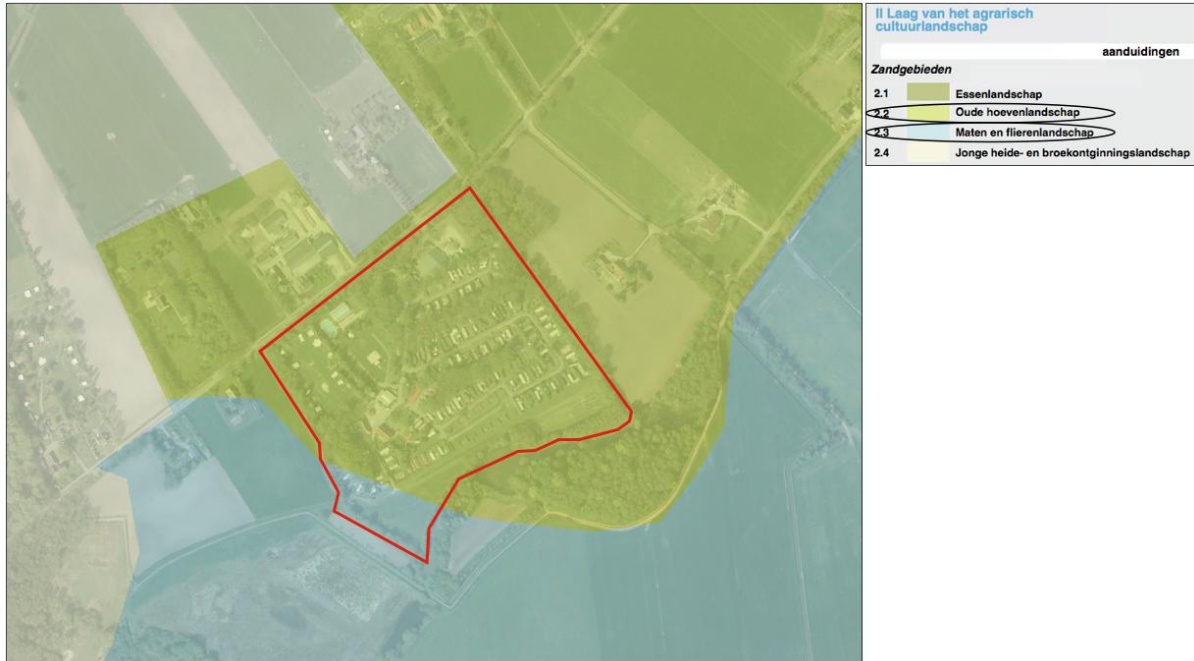 II Laag van het agrarisch
cultuurlandschap
aanduidingen
Zandgebieden
2.1 Essenlandschap
2.2 Oude hoevenlandschap
2.3 Maten en flierenlandschap
2.4 Jonge heide- en broekontginningslandschap